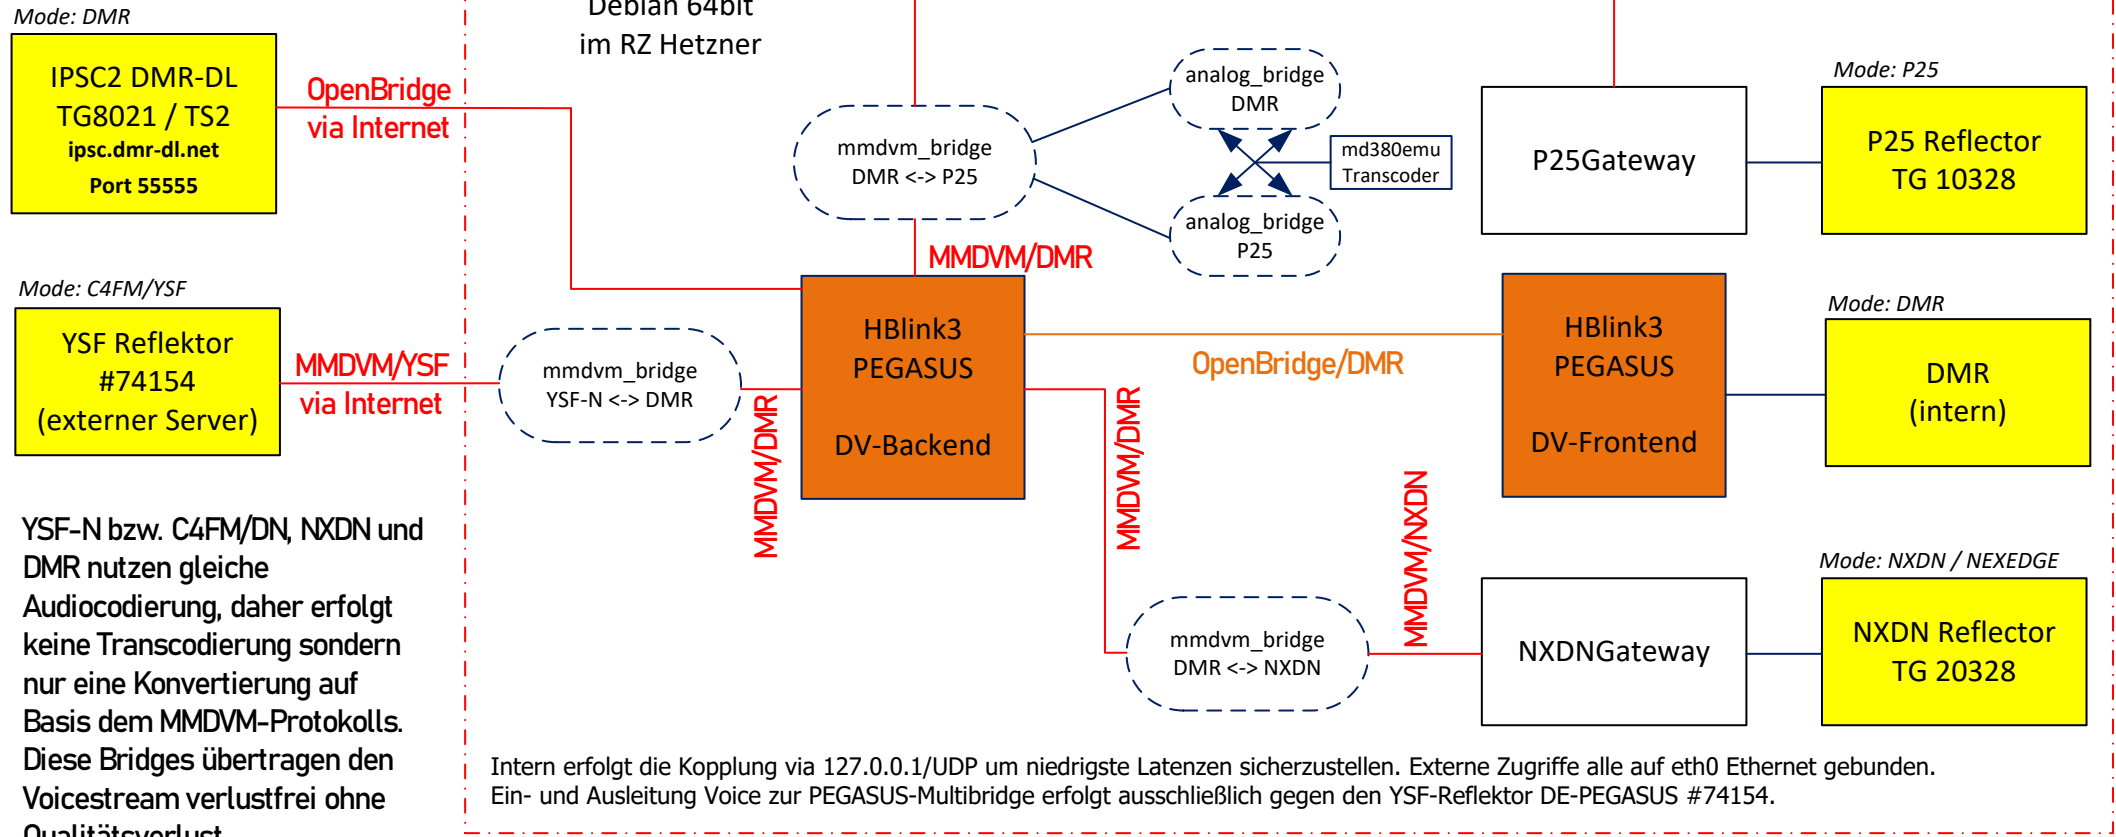 Mode: DMR
IPSC2 DMR-DL
TG8021 / TS2
ipsc.dmr-dl.net
Port 55555
OpenBridge
via Internet
Debian 64bit
im RZ Hetzner
mmdvm_bridge
DMR <-> P25
analog_bridge
DMR
md380emu
Transcoder
analog_bridge
P25
P25Gateway
Mode: P25
P25 Reflector
TG 10328
MMDVM/DMR
Mode: C4FM/YSF
YSF Reflektor
#74154
(externer Server)
MMDVM/YSF
via Internet
mmdvm_bridge
YSF-N <-> DMR
MMDVM/DMR
HBlink3
PEGASUS
DV-Backend
OpenBridge/DMR
MMDVM/DMR
HBlink3
PEGASUS
DV-Frontend
Mode: DMR
DMR
(intern)
MMDVM/NXDN
mmdvm_bridge
DMR <-> NXDN
NXDNGateway
Mode: NXDN / NEXEDGE
NXDN Reflector
TG 20328
YSF-N bzw. C4FM/DN, NXDN und
DMR nutzen gleiche
Audiocodierung, daher erfolgt
keine Transcodierung sondern
nur eine Konvertierung auf
Basis dem MMDVM-Protokolls.
Diese Bridges übertragen den
Voicestream verlustfrei ohne
Qualitätsverlust
Intern erfolgt die Kopplung via 127.0.0.1/UDP um niedrigste Latenzen sicherzustellen. Externe Zugriffe alle auf eth0 Ethernet gebunden.
Ein- und Ausleitung Voice zur PEGASUS-Multibridge erfolgt ausschließlich gegen den YSF-Reflektor DE-PEGASUS #74154.